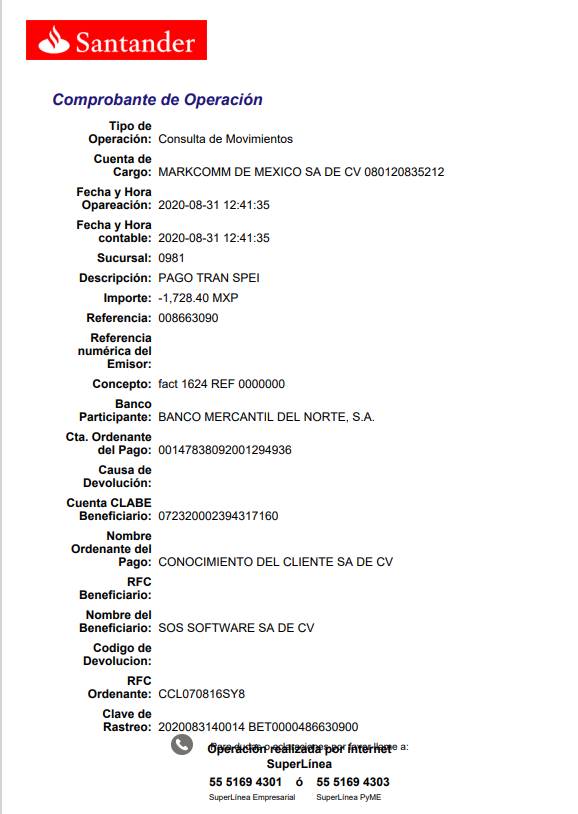 Santander
Comprobante de Operación
Tipo de
Operación: Consulta de Movimientos
Cuenta de
Cargo: MARKCOMM DE MEXICO SA DE CV 080120835212
Fecha y Hora
Opareación: 2020-08-31 12:41:35
Fecha y Hora
contable: 2020-08-31 12:41:35
Sucursal: 0981
Descripción: PAGO TRAN SPEI
Importe: -1,728.40 MXP
Referencia: 008663090
Referencia
numérica del
Emisor:
Concepto: fact 1624 REF 0000000
Banco
Participante: BANCO MERCANTIL DEL NORTE, S.A.
Cta. Ordenante
del Pago: 00147838092001294936
Causa de
Devolución:
Cuenta CLABE
Beneficiario: 072320002394317160
Nombre
Ordenante del
Pago: CONOCIMIENTO DEL CLIENTE SA DE CV
RFC
Beneficiario:
Nombre del
Beneficiario: SOS SOFTWARE SA DE CV
Codigo de
Devolucion:
RFC
Ordenante: CCL070816SY8
Clave de
Rastreo: 2020083140014 BET0000486630900
Para dudas o aclaraciones por favor llame a:
Operación realizada por Internet
SuperLínea
55 5169 4301 ó 55 5169 4303
SuperLínea Empresarial SuperLínea PyME